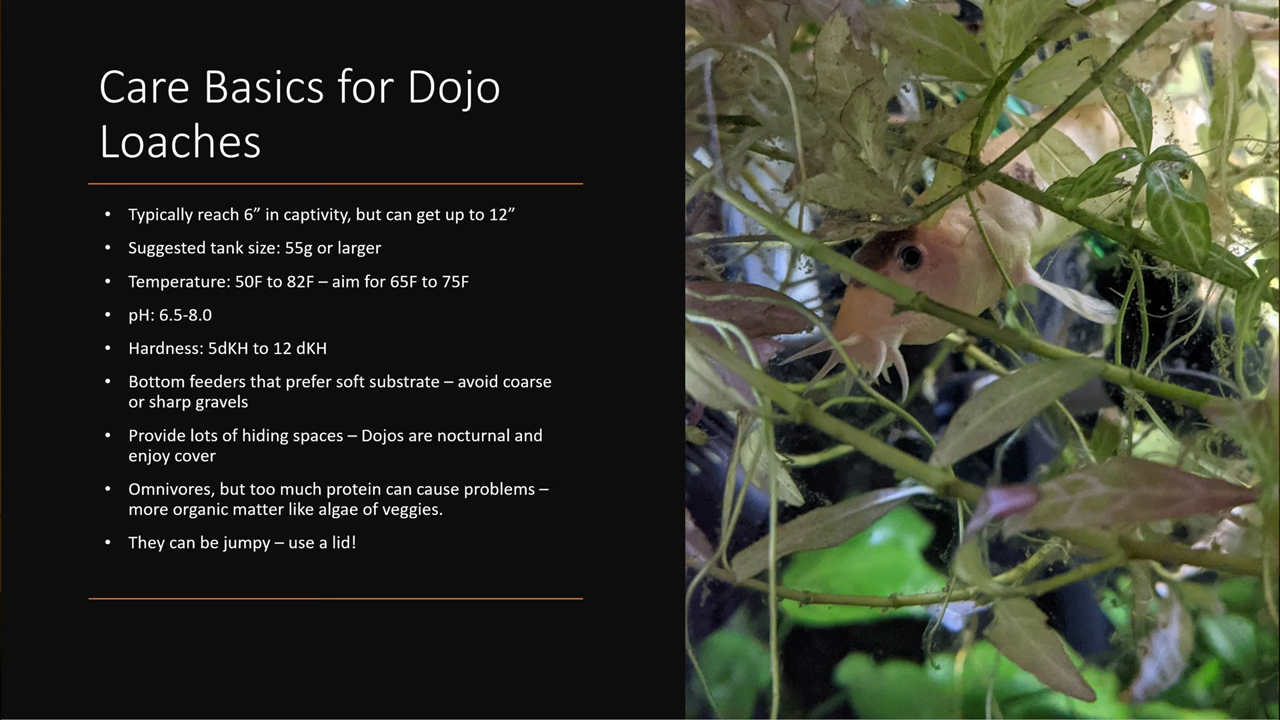 Care Basics for Dojo
Loaches
• Typically reach 6” in captivity, but can get up to 12”
• Suggested tank size: 55g or larger
• Temperature: 50F to 82F – aim for 65F to 75F
• pH: 6.5-8.0
• Hardness: 5dKH to 12 dKH
• Bottom feeders that prefer soft substrate – avoid coarse
or sharp gravels
• Provide lots of hiding spaces – Dojos are nocturnal and
enjoy cover
• Omnivores, but too much protein can cause problems –
more organic matter like algae of veggies.
• They can be jumpy – use a lid!